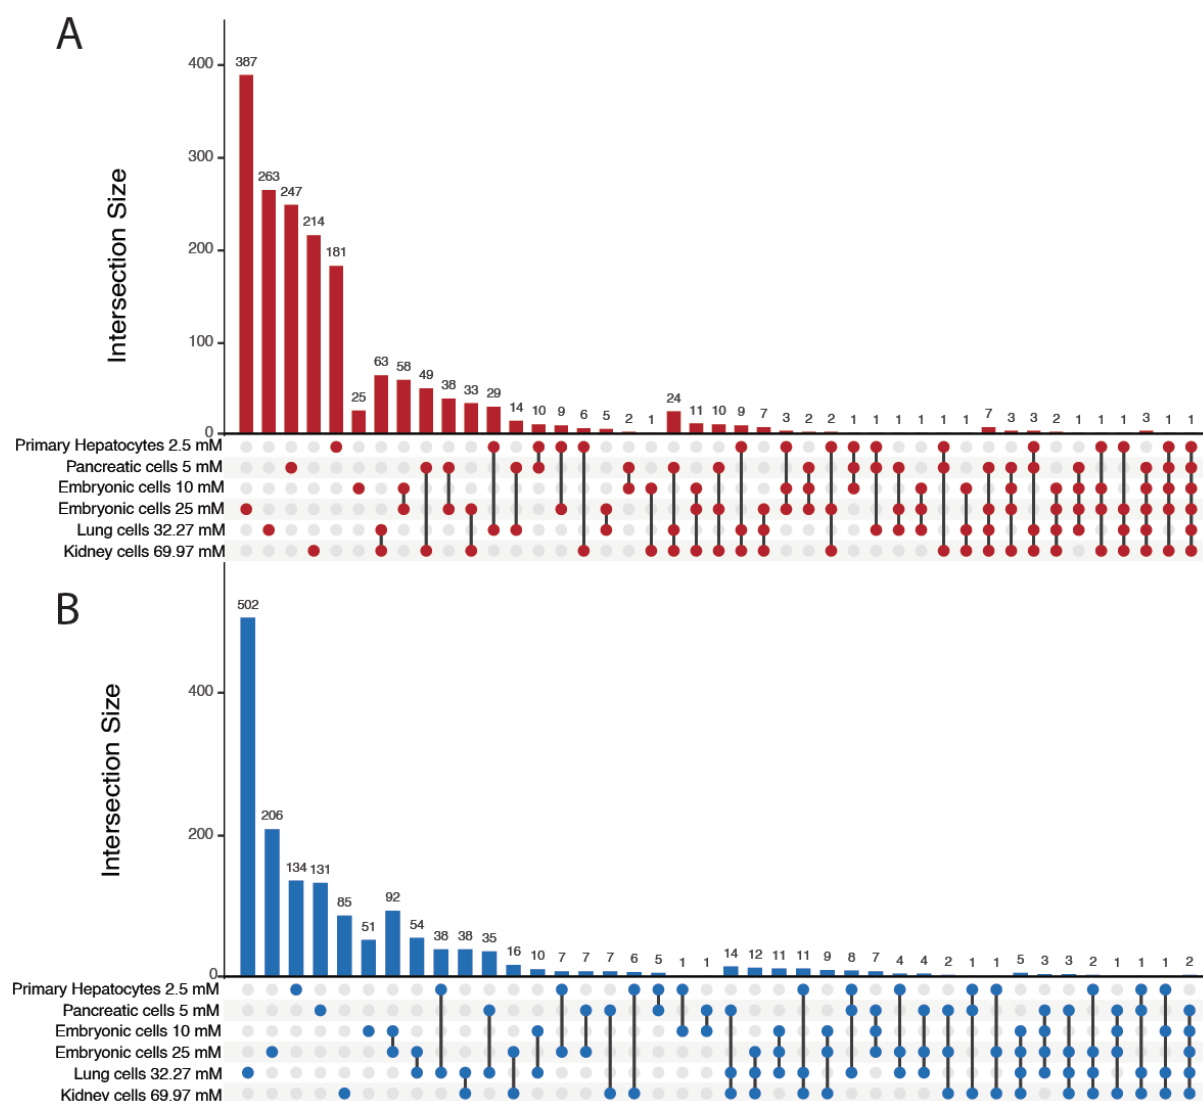 A
Intersection Size
400
300
200
100
0
387 263 247 214 181 25 63 58 49 38 33 29 14 10 9 6 5 2 1 24 11 10 9 7 3 2 2 1 1 1 1 1 1 7 3 3 2 1 1 1 3 1 1
Primary Hepatocytes 2.5 mM
Pancreatic cells 5 mM
Embryonic cells 10 mM
Embryonic cells 25 mM
Lung cells 32.27 mM
Kidney cells 69.97 mM
B
Intersection Size
400
200
0
502 206 134 131 85 51 92 54 38 38 35 16 10 7 7 7 6 5 1 1 14 12 11 11 9 8 7 4 4 2 1 1 5 3 3 2 1 1 1 2
Primary Hepatocytes 2.5 mM
Pancreatic cells 5 mM
Embryonic cells 10 mM
Embryonic cells 25 mM
Lung cells 32.27 mM
Kidney cells 69.97 mM